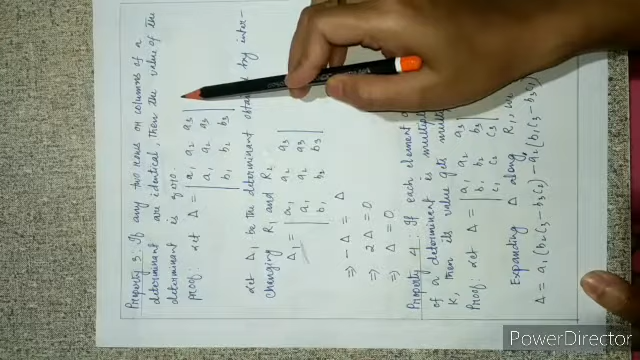 Property 3: If any two rows or columns of a
determinant are identical, then the value of the
determinant is zero.
proof: let Δ = | a1 a2 a3 |
| a1 a2 a3 |
| b1 b2 b3 |
let Δ1 be the determinant by inter-
changing R1 and R2
Δ1 = | a1 a2 a3 |
| a1 a2 a3 |
| b1 b2 b3 |
⇒ -Δ = Δ
⇒ 2Δ = 0
⇒ Δ = 0
Property 4: If each element
of a determinant is
K, then its value gets
Proof: let Δ = | a1 a2 a3 |
| b1 b2 b3 |
| c1 c2 c3 |
Expanding Δ along R1, we
Δ = a1 (b2c3 - b3c2) - a2 (b1c3 - b3c1)
PowerDirector